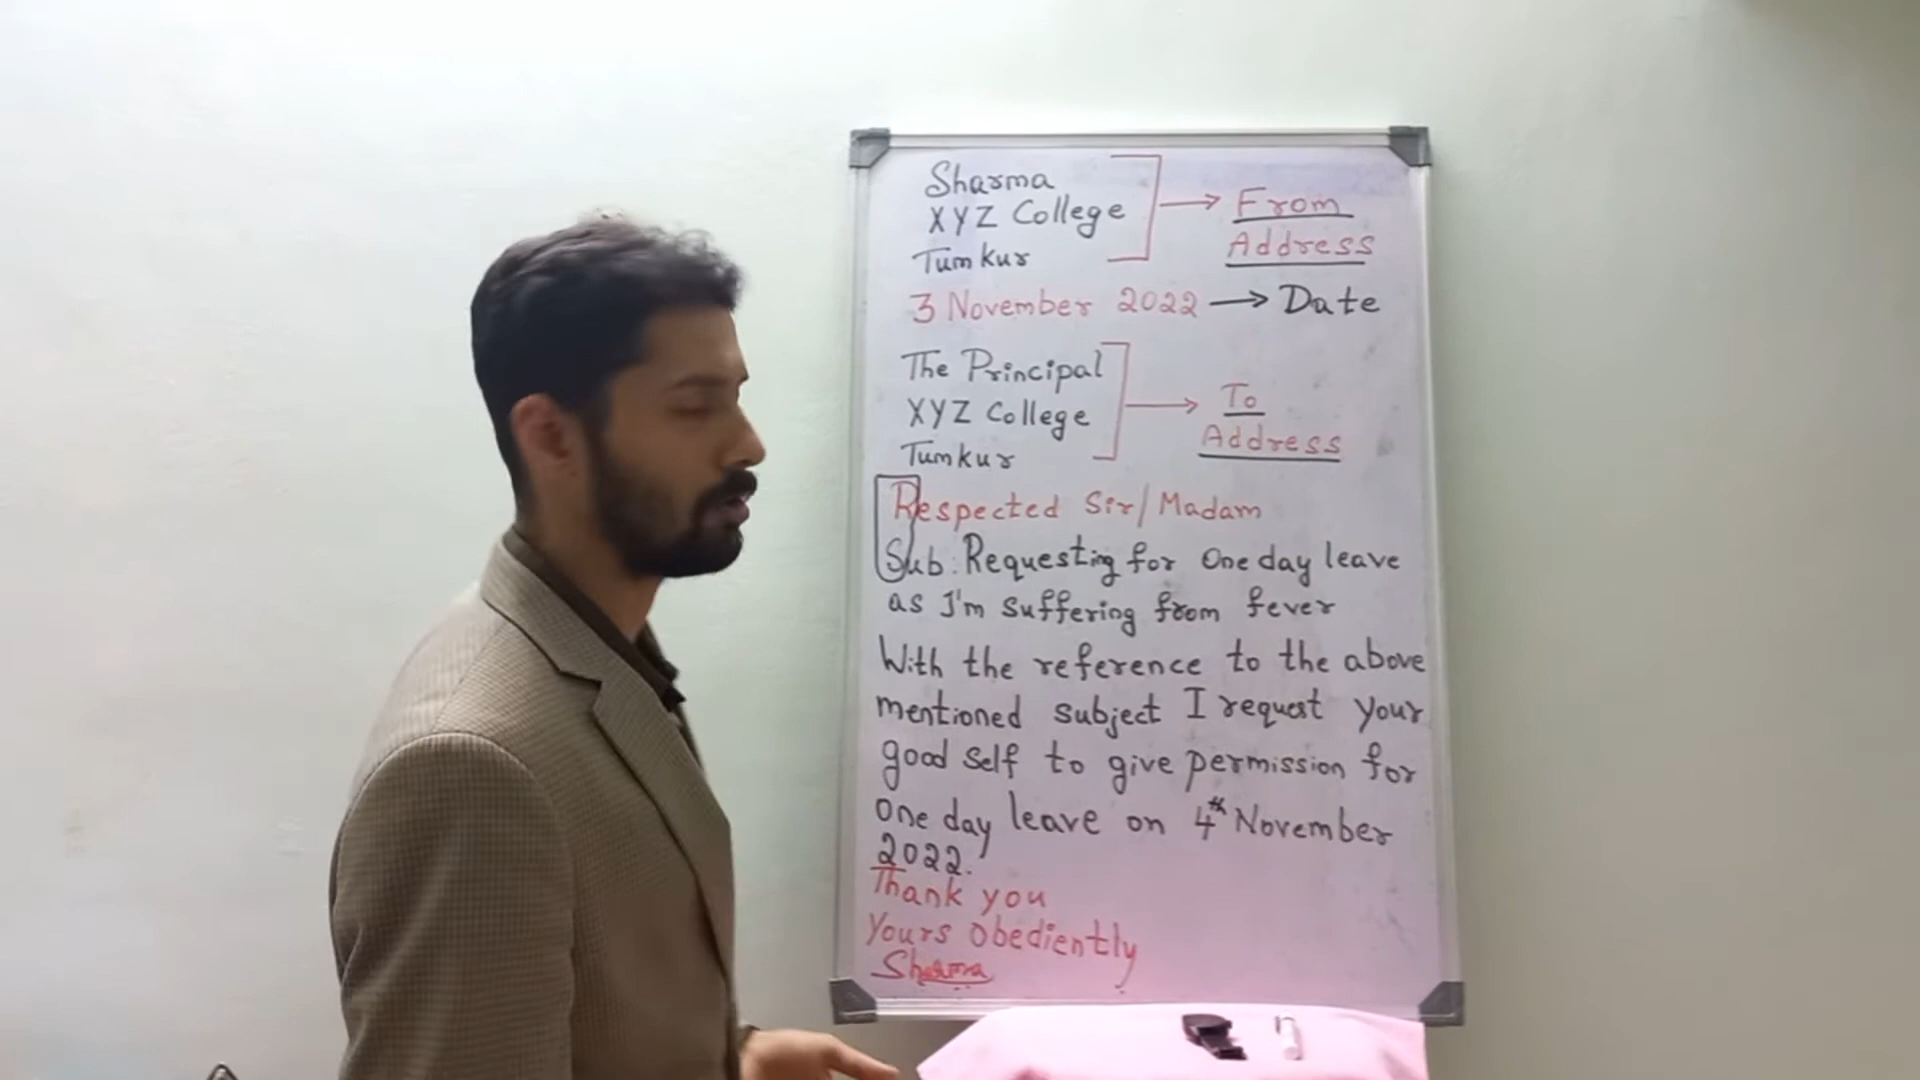 Sharma
XYZ College
Tumkur
From
Address
3 November 2022 → Date
The Principal
XYZ College
Tumkur
To
Address
Respected Sir/Madam
Sub: Requesting for One day leave
as I'm suffering from fever
With the reference to the above
mentioned subject I request your
good self to give permission for
One day leave on 4th November
2022.
Thank you
Yours Obediently
Sharma